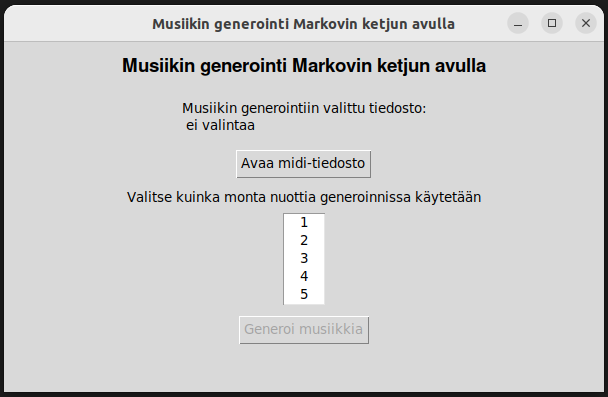 Musiikin generointi Markovin ketjun avulla
Musiikin generointi Markovin ketjun avulla
Musiikin generointiin valittu tiedosto:
ei valintaa
Avaa midi-tiedosto
Valitse kuinka monta nuottia generoinnissa käytetään
1
2
3
4
5
Generoi musiikkia